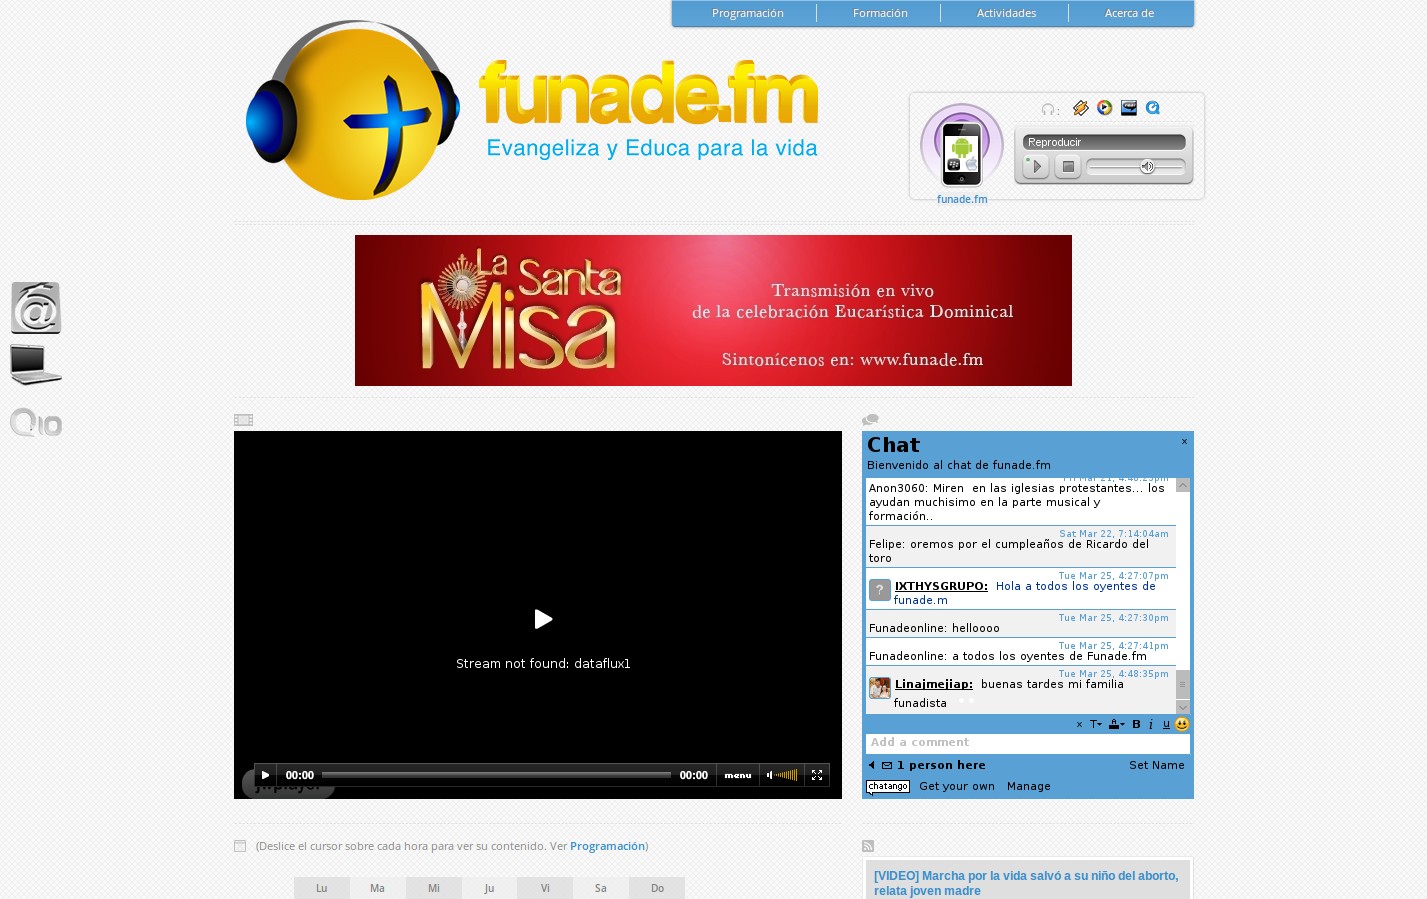 Programación Formación Actividades Acerca de
funade.fm
Evangeliza y Educa para la vida
Reproducir
funade.fm
La Santa
Misa
Transmisión en vivo
de la celebración Eucarística Dominical
Sintonícenos en: www.funade.fm
Chat
x
Bienvenido al chat de funade.fm
Anon3060: Miren en las iglesias protestantes... los
ayudan muchisimo en la parte musical y
formación..
Sat Mar 22, 7:14:04am
Felipe: oremos por el cumpleaños de Ricardo del
toro
Tue Mar 25, 4:27:07pm
IXTHYSGRUPO: Hola a todos los oyentes de
funade.m
Tue Mar 25, 4:27:30pm
Funadeonline: helloooo
Tue Mar 25, 4:27:41pm
Funadeonline: a todos los oyentes de Funade.fm
Tue Mar 25, 4:48:35pm
Linajmejiap: buenas tardes mi familia
funadista
x T A B i u
Add a comment
1 person here Set Name
chatango Get your own Manage
Stream not found: dataflux1
00:00 00:00 menu
(Deslice el cursor sobre cada hora para ver su contenido. Ver Programación)
Lu Ma Mi Ju Vi Sa Do
[VIDEO] Marcha por la vida salvó a su niño del aborto,
relata joven madre